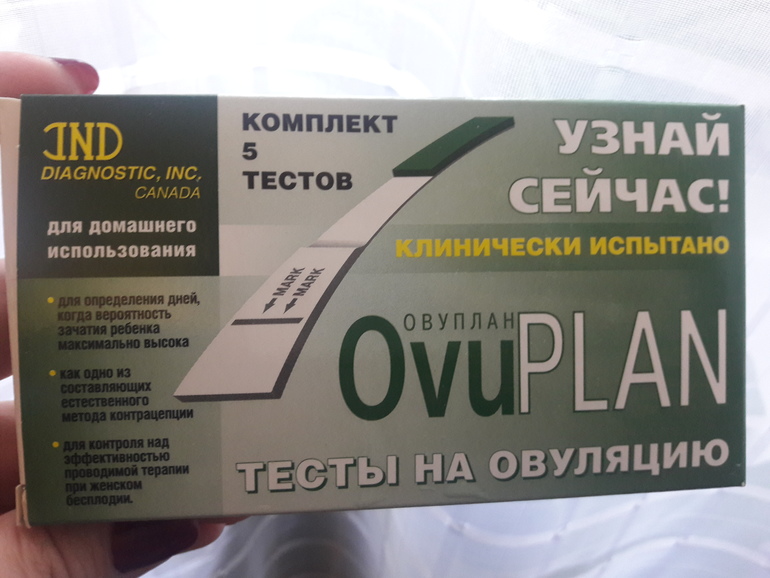 IND
DIAGNOSTIC, INC.
CANADA
для домашнего
использования
• для определения дней,
когда вероятность
зачатия ребенка
максимально высока
• как одно из
составляющих
естественного
метода контрацепции
• для контроля над
эффективностью
проводимой терапии
при женском
бесплодии.
КОМПЛЕКТ
5
ТЕСТОВ
MARK
MARK
УЗНАЙ
СЕЙЧАС!
КЛИНИЧЕСКИ ИСПЫТАНО
ОВУПЛАН
OvuPLAN
ТЕСТЫ НА ОВУЛЯЦИЮ